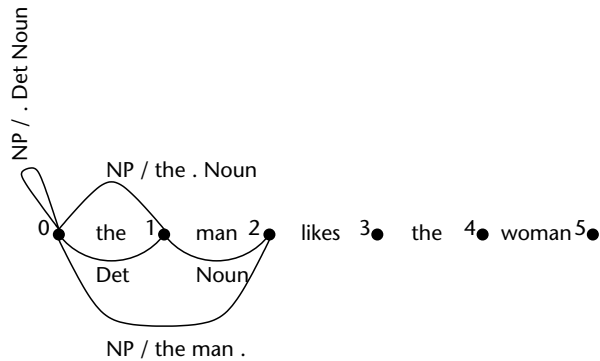 NP / . Det Noun
NP / the . Noun
0 the 1 man 2 likes 3 the 4 woman 5
Det Noun
NP / the man .